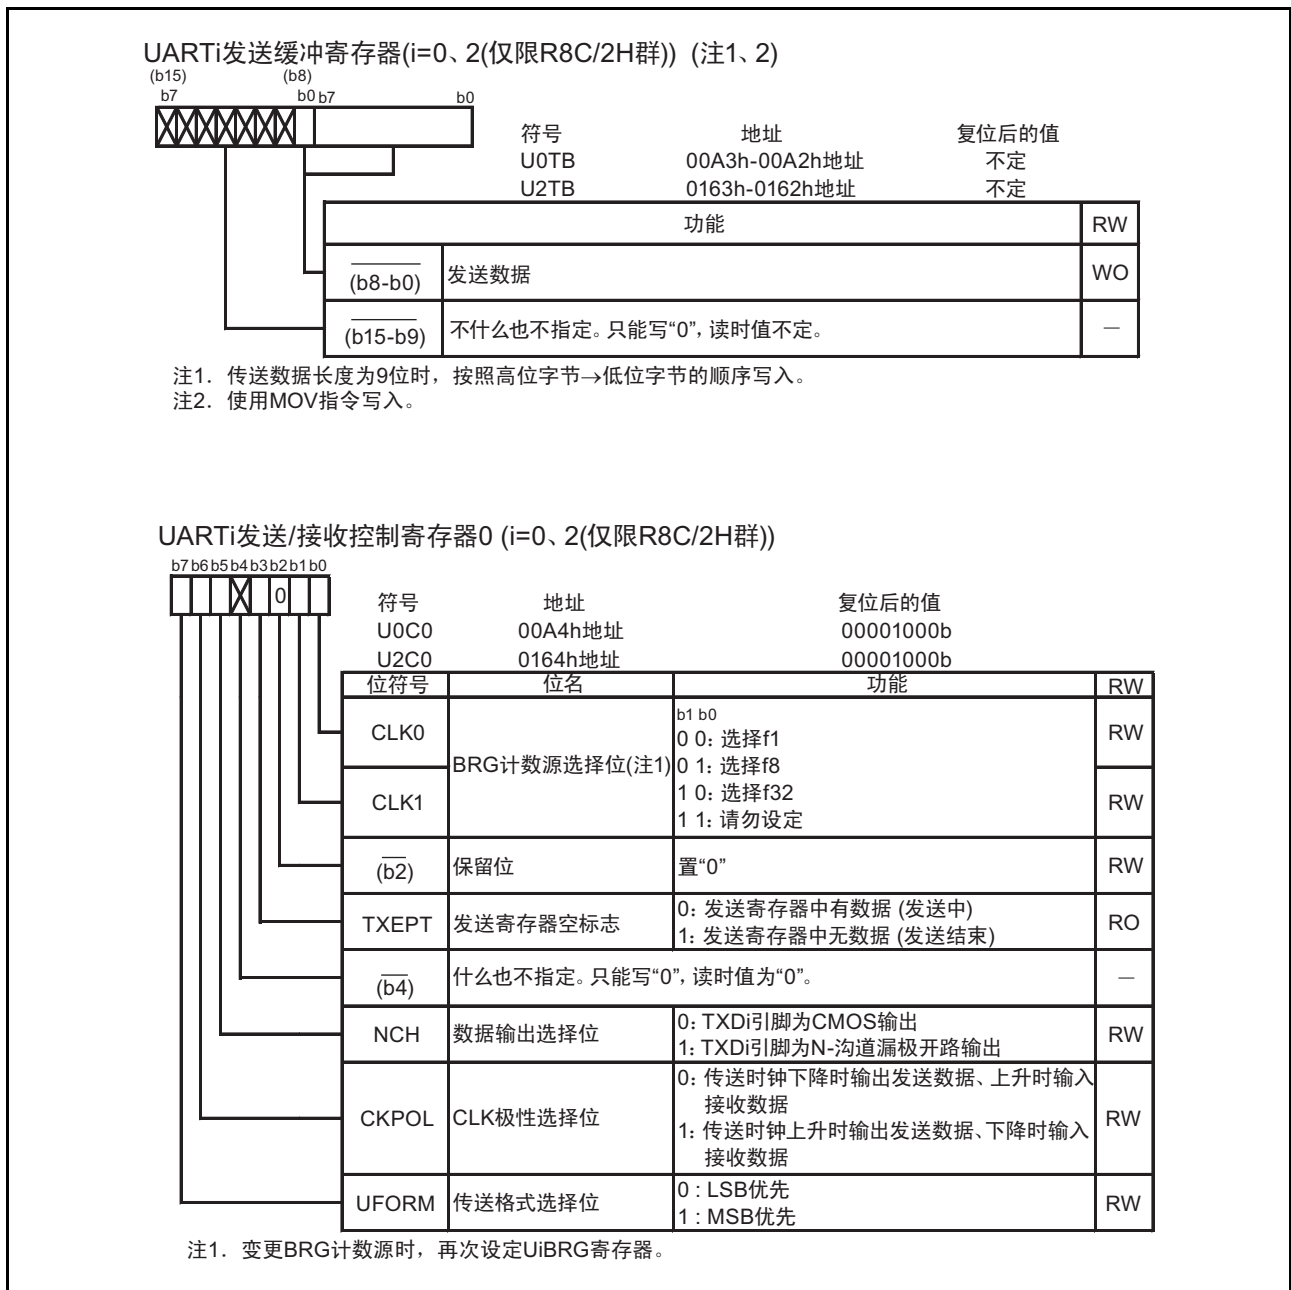 UARTi发送缓冲寄存器(i=0、2(仅限R8C/2H群)) (注1、2)
(b15) (b8)
b7 b0 b7 b0
符号 地址 复位后的值
U0TB 00A3h-00A2h地址 不定
U2TB 0163h-0162h地址 不定
功能 RW
(b8-b0) 发送数据 WO
(b15-b9) 不什么也不指定。只能写“0”,读时值不定。 —
注1. 传送数据长度为9位时,按照高位字节→低位字节的顺序写入。
注2. 使用MOV指令写入。
UARTi发送/接收控制寄存器0 (i=0、2(仅限R8C/2H群))
b7 b6 b5 b4 b3 b2 b1 b0
0
符号 地址 复位后的值
U0C0 00A4h地址 00001000b
U2C0 0164h地址 00001000b
位符号 位名 功能 RW
CLK0 BRG计数源选择位(注1) b1 b0 RW
0 0: 选择f1
0 1: 选择f8
CLK1 1 0: 选择f32 RW
1 1: 请勿设定
(b2) 保留位 置“0” RW
TXEPT 发送寄存器空标志 0: 发送寄存器中有数据 (发送中) RO
1: 发送寄存器中无数据 (发送结束)
(b4) 什么也不指定。只能写“0”,读时值为“0”。 —
NCH 数据输出选择位 0: TXDi引脚为CMOS输出 RW
1: TXDi引脚为N-沟道漏极开路输出
CKPOL CLK极性选择位 0: 传送时钟下降时输出发送数据、上升时输入 RW
接收数据
1: 传送时钟上升时输出发送数据、下降时输入
接收数据
UFORM 传送格式选择位 0 : LSB优先 RW
1 : MSB优先
注1. 变更BRG计数源时,再次设定UiBRG寄存器。